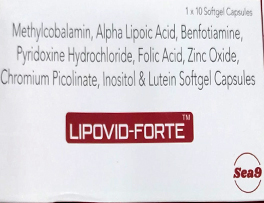 1 x 10 Softgel Capsules
Methylcobalamin, Alpha Lipoic Acid, Benfotiamine,
Pyridoxine Hydrochloride, Folic Acid, Zinc Oxide,
Chromium Picolinate, Inositol & Lutein Softgel Capsules
LIPOVID-FORTE™
Sea9